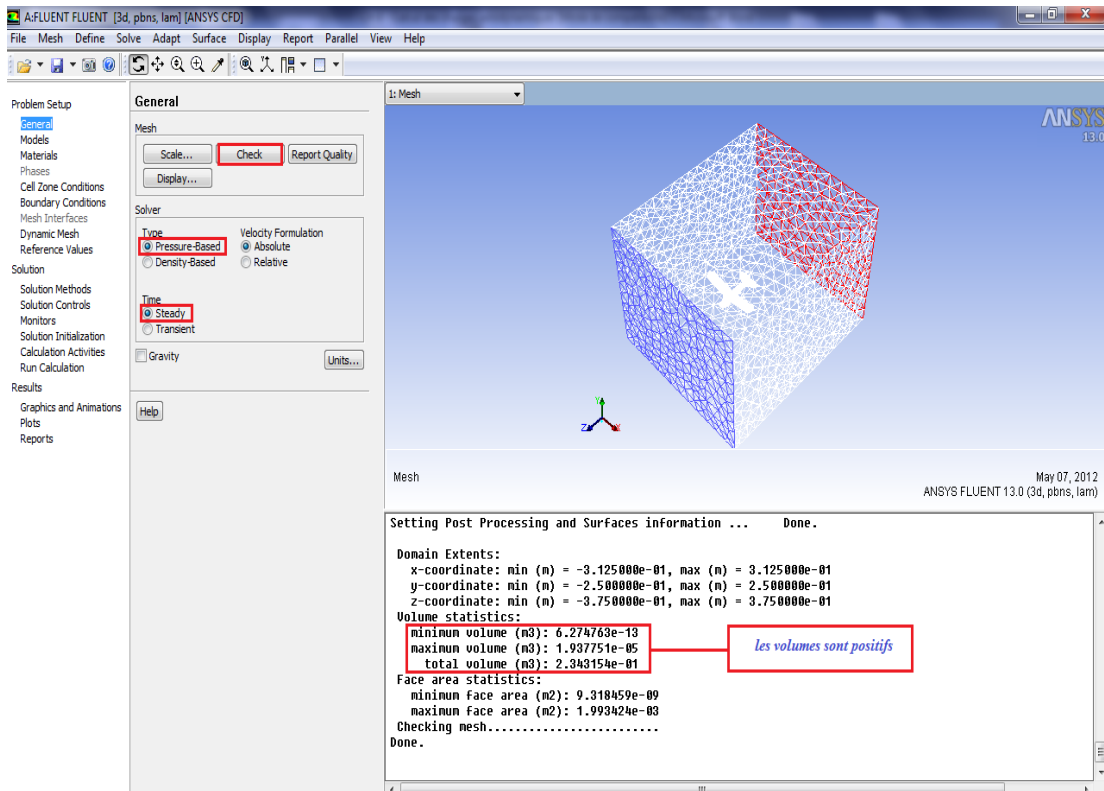 A:FLUENT FLUENT [3d, pbns, lam] [ANSYS CFD]
File Mesh Define Solve Adapt Surface Display Report Parallel View Help
Problem Setup
General
Models
Materials
Phases
Cell Zone Conditions
Boundary Conditions
Mesh Interfaces
Dynamic Mesh
Reference Values
Solution
Solution Methods
Solution Controls
Monitors
Solution Initialization
Calculation Activities
Run Calculation
Results
Graphics and Animations
Plots
Reports
General
Mesh
Scale... Check Report Quality
Display...
Solver
Type Velocity Formulation
Pressure-Based Absolute
Density-Based Relative
Time
Steady
Transient
Gravity Units...
Help
1: Mesh
ANSYS
13.0
Y
Z X
Mesh
May 07, 2012
ANSYS FLUENT 13.0 (3d, pbns, lam)
Setting Post Processing and Surfaces information ... Done.
Domain Extents:
x-coordinate: min (m) = -3.125000e-01, max (m) = 3.125000e-01
y-coordinate: min (m) = -2.500000e-01, max (m) = 2.500000e-01
z-coordinate: min (m) = -3.750000e-01, max (m) = 3.750000e-01
Volume statistics:
minimum volume (m3): 6.274763e-13
maximum volume (m3): 1.937751e-05
total volume (m3): 2.343154e-01
les volumes sont positifs
Face area statistics:
minimum face area (m2): 9.318459e-09
maximum face area (m2): 1.993424e-03
Checking mesh.........................
Done.